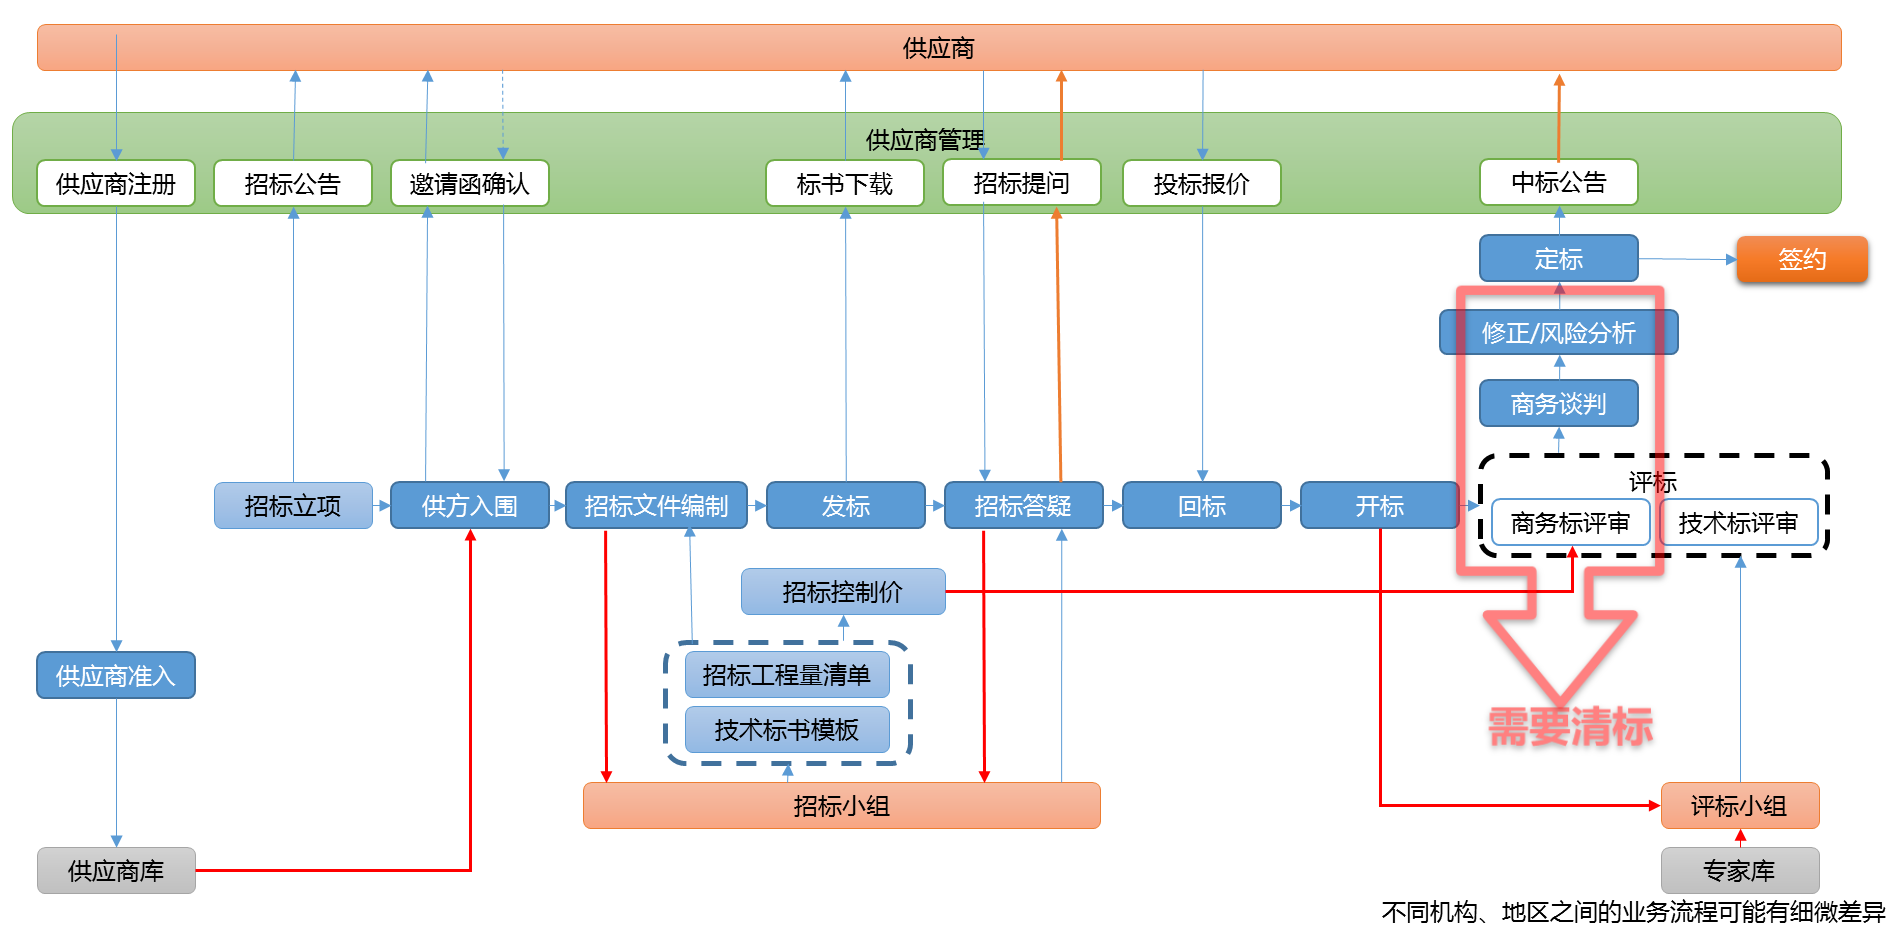 供应商
供应商管理
供应商注册
招标公告
邀请函确认
标书下载
招标提问
投标报价
中标公告
定标
签约
修正/风险分析
商务谈判
评标
商务标评审
技术标评审
招标立项
供方入围
招标文件编制
发标
招标答疑
回标
开标
招标控制价
招标工程量清单
技术标书模板
供应商准入
需要清标
招标小组
评标小组
供应商库
专家库
不同机构、地区之间的业务流程可能有细微差异